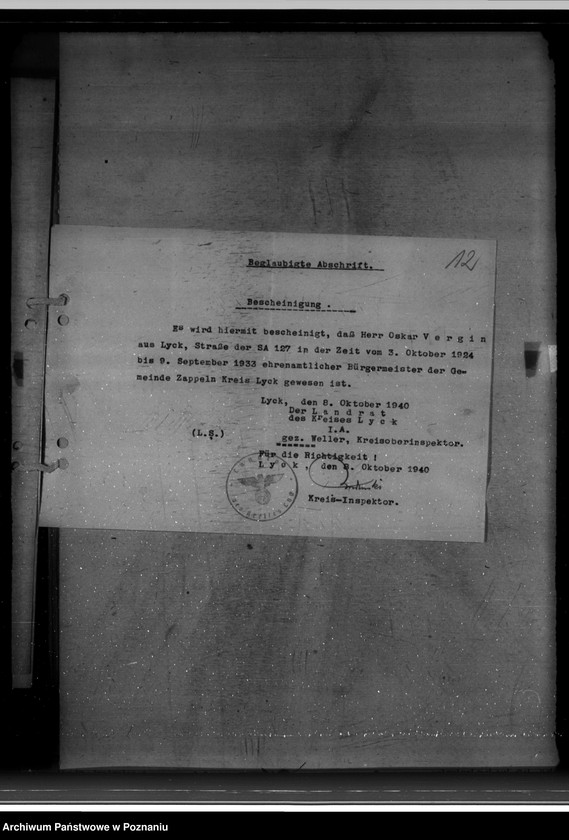 12
Beglaubigte Abschrift.
Bescheinigung.
Es wird hiermit bescheinigt, daß Herr Oskar V e r g i n
aus Lyck, Straße der SA 127 in der Zeit vom 3. Oktober 1924
bis 9. September 1933 ehrenamtlicher Bürgermeister der Ge-
meinde Zappeln Kreis Lyck gewesen ist.
Lyck, den 8. Oktober 1940
Der L a n d r a t
des Kreises L y c k
I.A.
(L.S.)
gez. Weller, Kreisoberinspektor.
Für die Richtigkeit !
L y c k , den 8. Oktober 1940
Kreis-Inspektor.
Archiwum Państwowe w Poznaniu